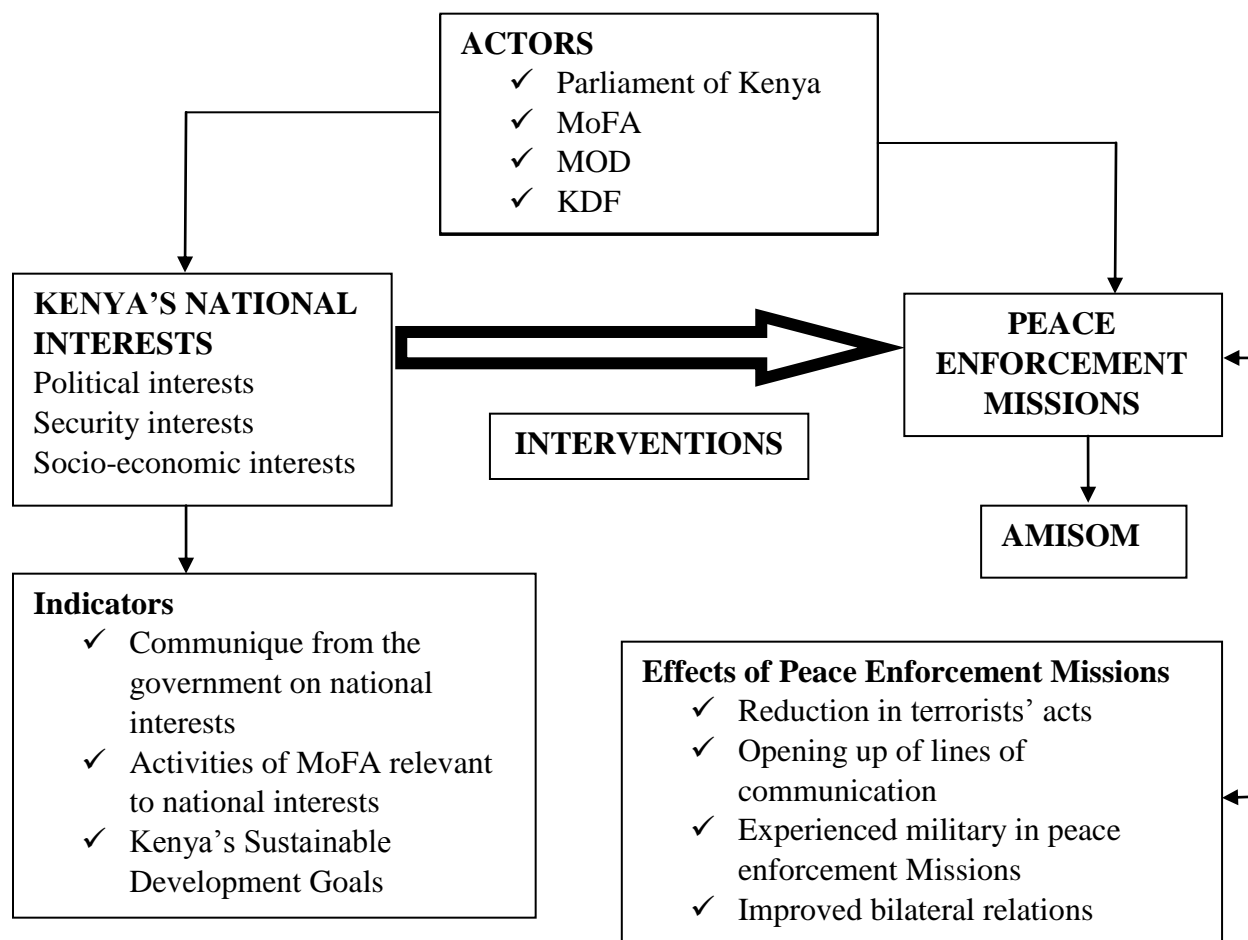 ACTORS
✓ Parliament of Kenya
✓ MoFA
✓ MOD
✓ KDF
KENYA’S NATIONAL
INTERESTS
Political interests
Security interests
Socio-economic interests
INTERVENTIONS
PEACE
ENFORCEMENT
MISSIONS
AMISOM
Indicators
✓ Communique from the
government on national
interests
✓ Activities of MoFA relevant
to national interests
✓ Kenya’s Sustainable
Development Goals
Effects of Peace Enforcement Missions
✓ Reduction in terrorists’ acts
✓ Opening up of lines of
communication
✓ Experienced military in peace
enforcement Missions
✓ Improved bilateral relations